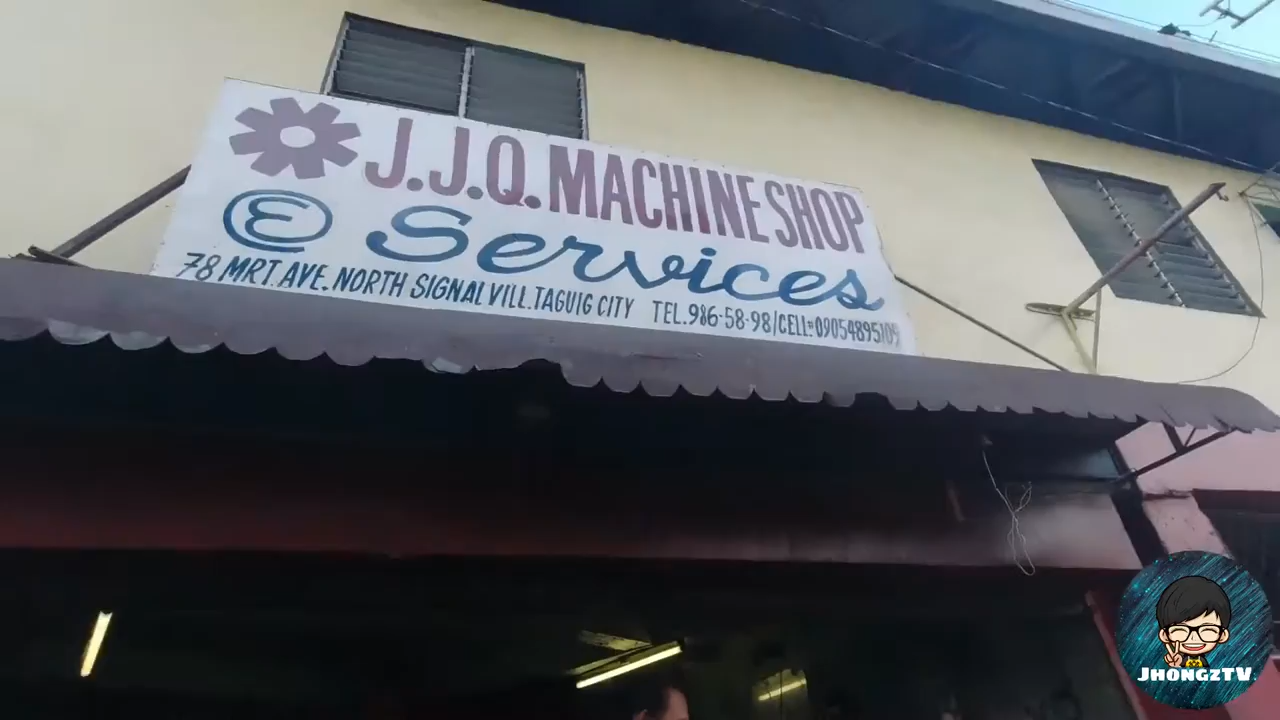 J.J.Q. MACHINE SHOP
& Services
78 MRT. AVE. NORTH SIGNAL VILL. TAGUIG CITY TEL. 986-58-98/CELL# 09054895109
JHONGZTV